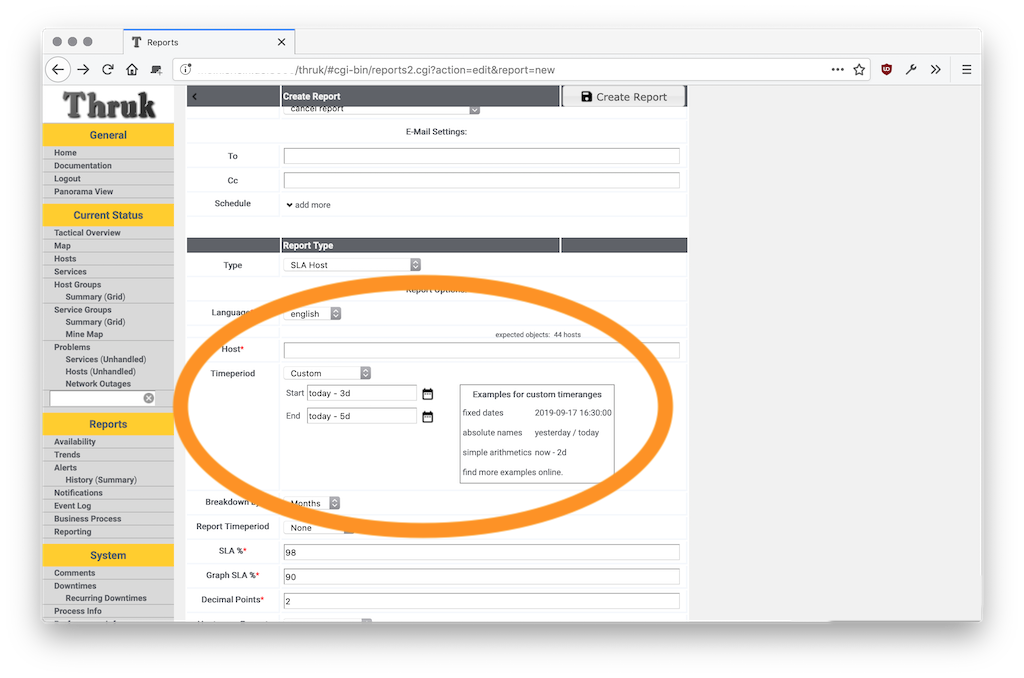 Reports
/thruk/#cgi-bin/reports2.cgi?action=edit&report=new
Thruk
General
Home
Documentation
Logout
Panorama View
Current Status
Tactical Overview
Map
Hosts
Services
Host Groups
Summary (Grid)
Service Groups
Summary (Grid)
Mine Map
Problems
Services (Unhandled)
Hosts (Unhandled)
Network Outages
Reports
Availability
Trends
Alerts
History (Summary)
Notifications
Event Log
Business Process
Reporting
System
Comments
Downtimes
Recurring Downtimes
Process Info
Create Report
Create Report
cancel report
E-Mail Settings:
To
Cc
Schedule add more
Report Type
Type SLA Host
Report Options
Language english
expected objects: 44 hosts
Host*
Timeperiod Custom
Start today - 3d
End today - 5d
Examples for custom timeranges
fixed dates 2019-09-17 16:30:00
absolute names yesterday / today
simple arithmetics now - 2d
find more examples online.
Breakdown Months
Report Timeperiod None
SLA %* 98
Graph SLA %* 90
Decimal Points* 2